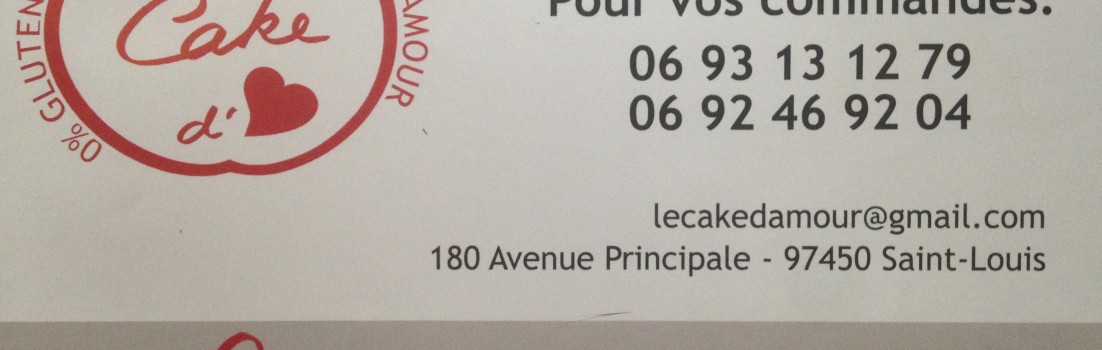 0% GLUTEN
AMOUR
Cake
d'
Pour vos commandes:
06 93 13 12 79
06 92 46 92 04
lecakedamour@gmail.com
180 Avenue Principale - 97450 Saint-Louis